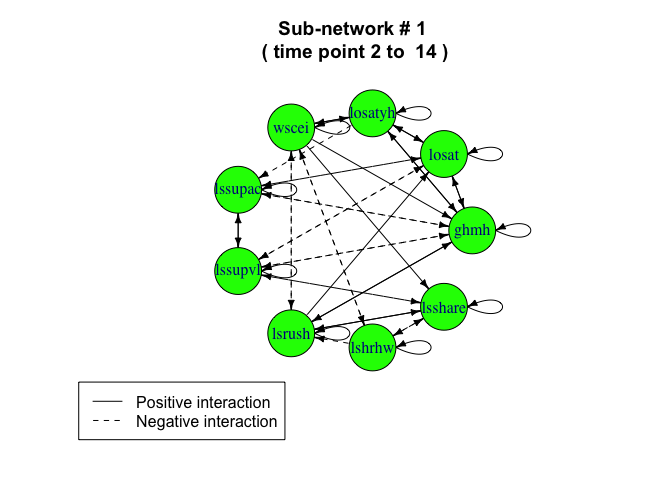 Sub-network # 1
( time point 2 to  14 )
losatyh
wscei
losat
lssupac
ghmh
lssupvl
lsshare
lsrush
lshrhw
Positive interaction
Negative interaction